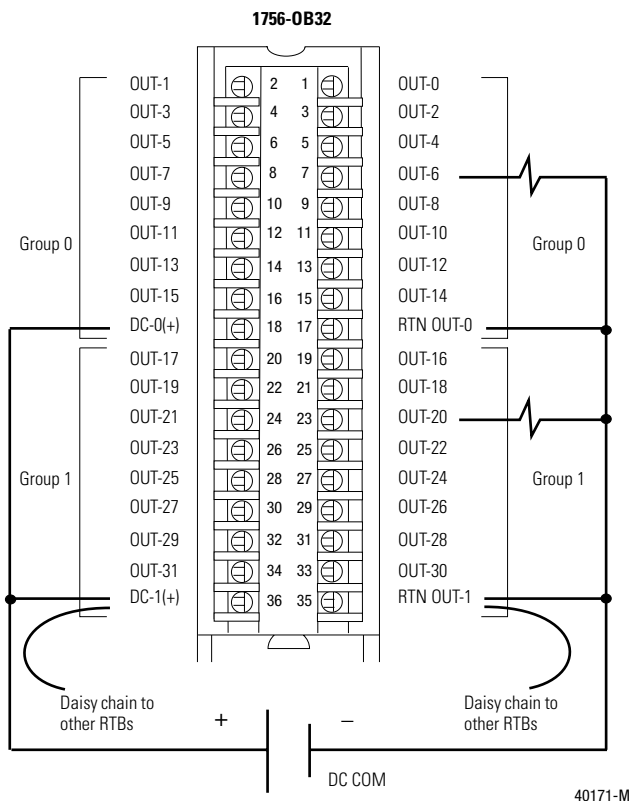 1756-OB32
OUT-1 2 1 OUT-0
OUT-3 4 3 OUT-2
OUT-5 6 5 OUT-4
OUT-7 8 7 OUT-6
OUT-9 10 9 OUT-8
OUT-11 12 11 OUT-10
Group 0 Group 0
OUT-13 14 13 OUT-12
OUT-15 16 15 OUT-14
DC-0(+) 18 17 RTN OUT-0
OUT-17 20 19 OUT-16
OUT-19 22 21 OUT-18
OUT-21 24 23 OUT-20
OUT-23 26 25 OUT-22
Group 1 OUT-25 28 27 OUT-24 Group 1
OUT-27 30 29 OUT-26
OUT-29 32 31 OUT-28
OUT-31 34 33 OUT-30
DC-1(+) 36 35 RTN OUT-1
Daisy chain to
other RTBs
Daisy chain to
other RTBs
+ –
DC COM
40171-M